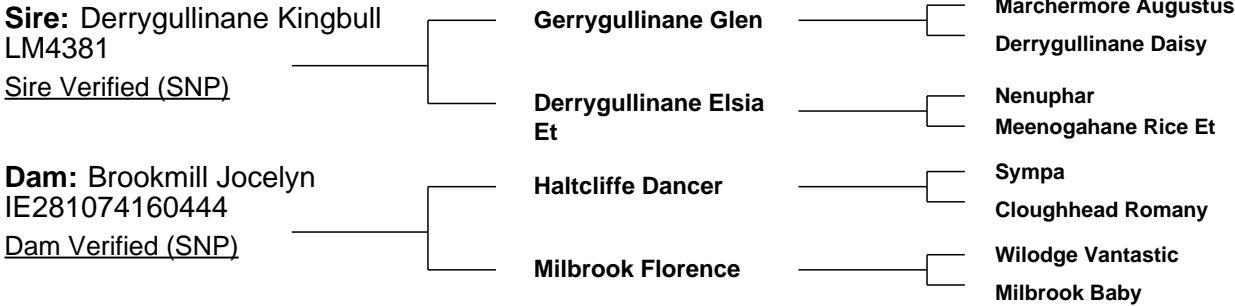 Sire: Derrygullinane Kingbull
LM4381
Sire Verified (SNP)
Gerrygullinane Glen
Marchermore Augustus
Derrygullinane Daisy
Derrygullinane Elsia
Et
Nenuphar
Meenogahane Rice Et
Dam: Brookmill Jocelyn
IE281074160444
Dam Verified (SNP)
Haltcliffe Dancer
Sympa
Cloughhead Romany
Milbrook Florence
Wilodge Vantastic
Milbrook Baby